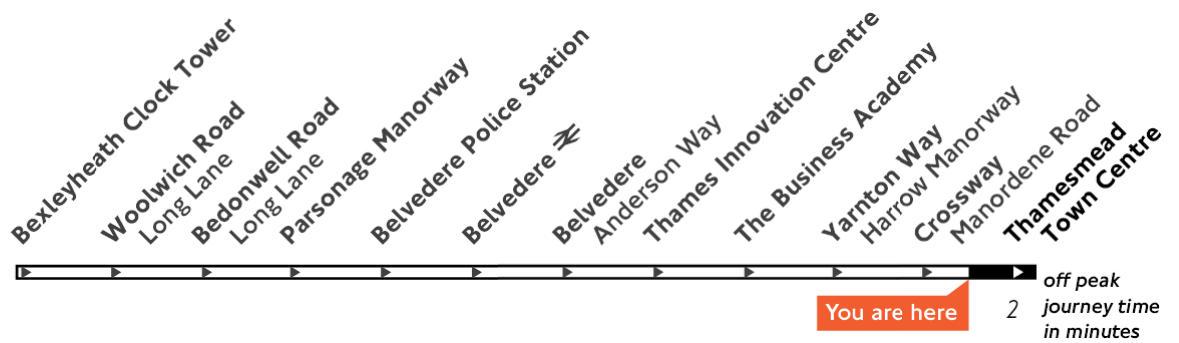 Bexleyheath Clock Tower
Woolwich Road
Long Lane
Bedonwell Road
Long Lane
Parsonage Manorway
Belvedere Police Station
Belvedere
Belvedere
Anderson Way
Thames Innovation Centre
The Business Academy
Yarnton Way
Harrow Manorway
Crossway
Manordene Road
Thamesmead
Town Centre
You are here
2
off peak
journey time
in minutes